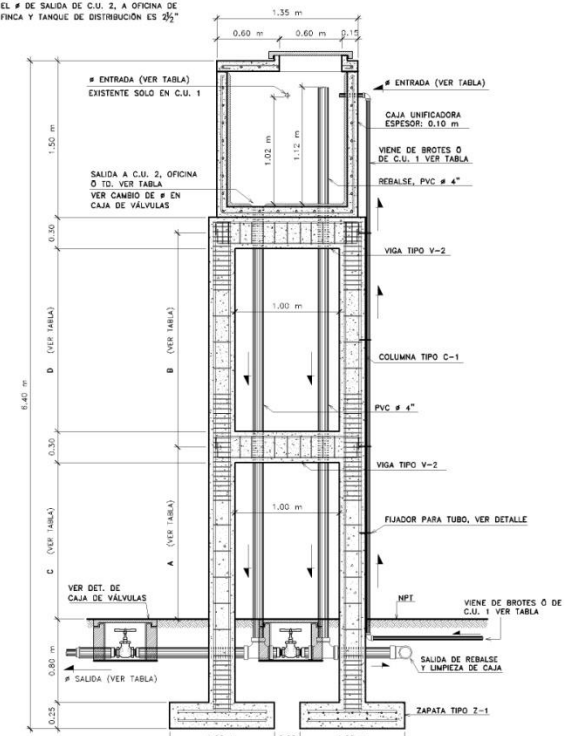 EL ø DE SALIDA DE C.U. 2, A OFICINA DE
FINCA Y TANQUE DE DISTRIBUCIÓN ES 2½"
1.35 m
0.60 m
0.60 m
0.15
ø ENTRADA (VER TABLA)
EXISTENTE SOLO EN C.U. 1
ø ENTRADA (VER TABLA)
CAJA UNIFICADORA
ESPESOR: 0.10 m
VIENE DE BROTES Ó
DE C.U. 1 VER TABLA
1.50 m
1.02 m
1.12 m
REBALSE, PVC ø 4"
SALIDA A C.U. 2, OFICINA
Ó TD. VER TABLA
VER CAMBIO DE ø EN
CAJA DE VÁLVULAS
0.30
VIGA TIPO V-2
1.00 m
D (VER TABLA)
B (VER TABLA)
COLUMNA TIPO C-1
6.40 m
PVC ø 4"
0.30
VIGA TIPO V-2
1.00 m
C (VER TABLA)
A (VER TABLA)
FIJADOR PARA TUBO, VER DETALLE
VER DET. DE
CAJA DE VÁLVULAS
NPT
VIENE DE BROTES Ó DE
C.U. 1 VER TABLA
0.80 m
ø SALIDA (VER TABLA)
SALIDA DE REBALSE
Y LIMPIEZA DE CAJA
0.25
ZAPATA TIPO Z-1